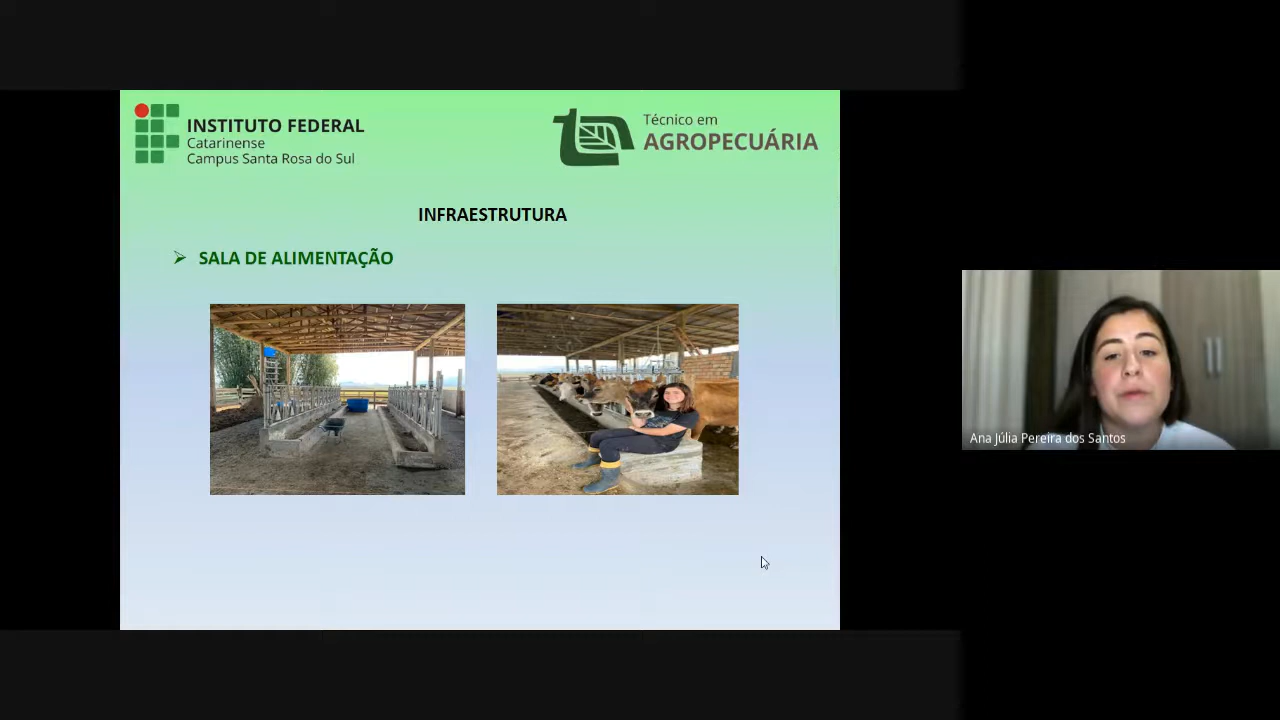 INSTITUTO FEDERAL
Catarinense
Campus Santa Rosa do Sul
Técnico em
AGROPECUÁRIA
INFRAESTRUTURA
SALA DE ALIMENTAÇÃO
Ana Júlia Pereira dos Santos